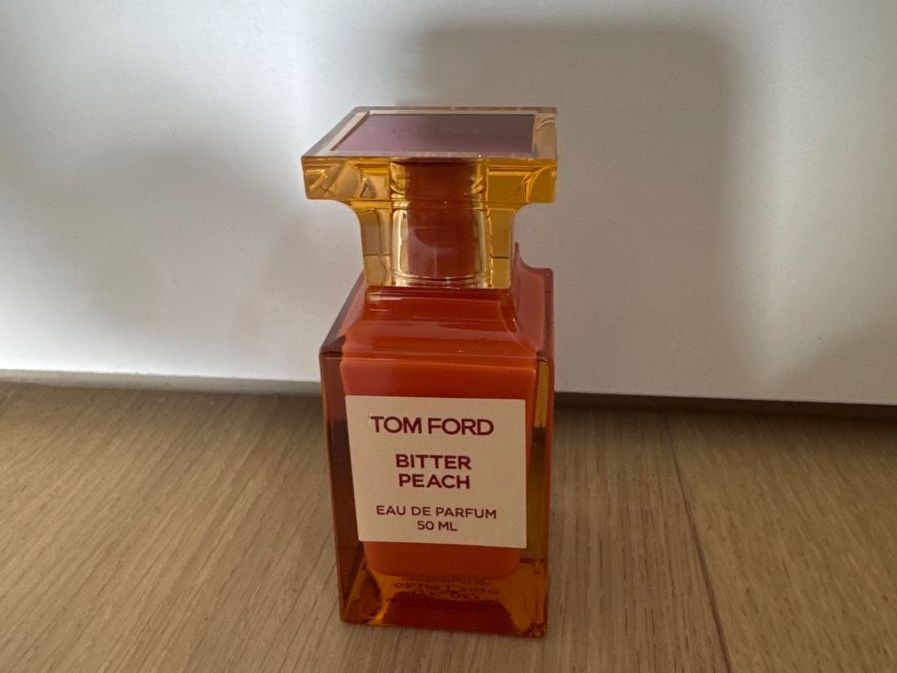 TOM FORD
BITTER
PEACH
EAU DE PARFUM
50 ML